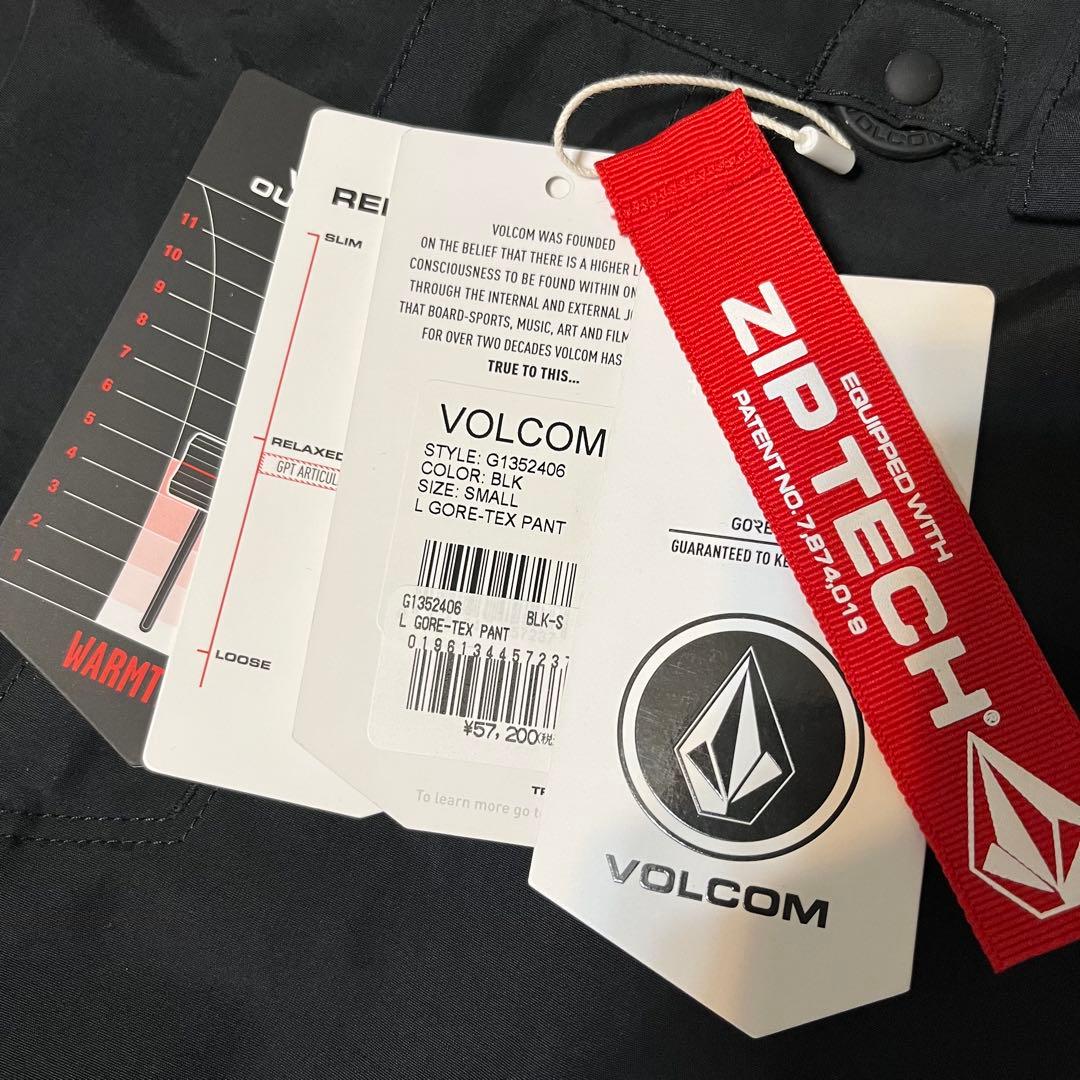 OU
11
10
9
8
7
6
5
4
3
2
1
WARMT
REL
SLIM
RELAXED
GPT ARTICUL
LOOSE
VOLCOM WAS FOUNDED
ON THE BELIEF THAT THERE IS A HIGHER L
CONSCIOUSNESS TO BE FOUND WITHIN ON
THROUGH THE INTERNAL AND EXTERNAL JO
THAT BOARD-SPORTS, MUSIC, ART AND FILM
FOR OVER TWO DECADES VOLCOM HAS
TRUE TO THIS...
VOLCOM
STYLE: G1352406
COLOR: BLK
SIZE: SMALL
L GORE-TEX PANT
G1352406 BLK-S
L GORE-TEX PANT
0196134457237
¥57,200(税
To learn more go t
GORE
GUARANTEED TO KE
VOLCOM
EQUIPPED WITH
ZIP TECH®
PATENT NO. 7,874,019
VOLCOM